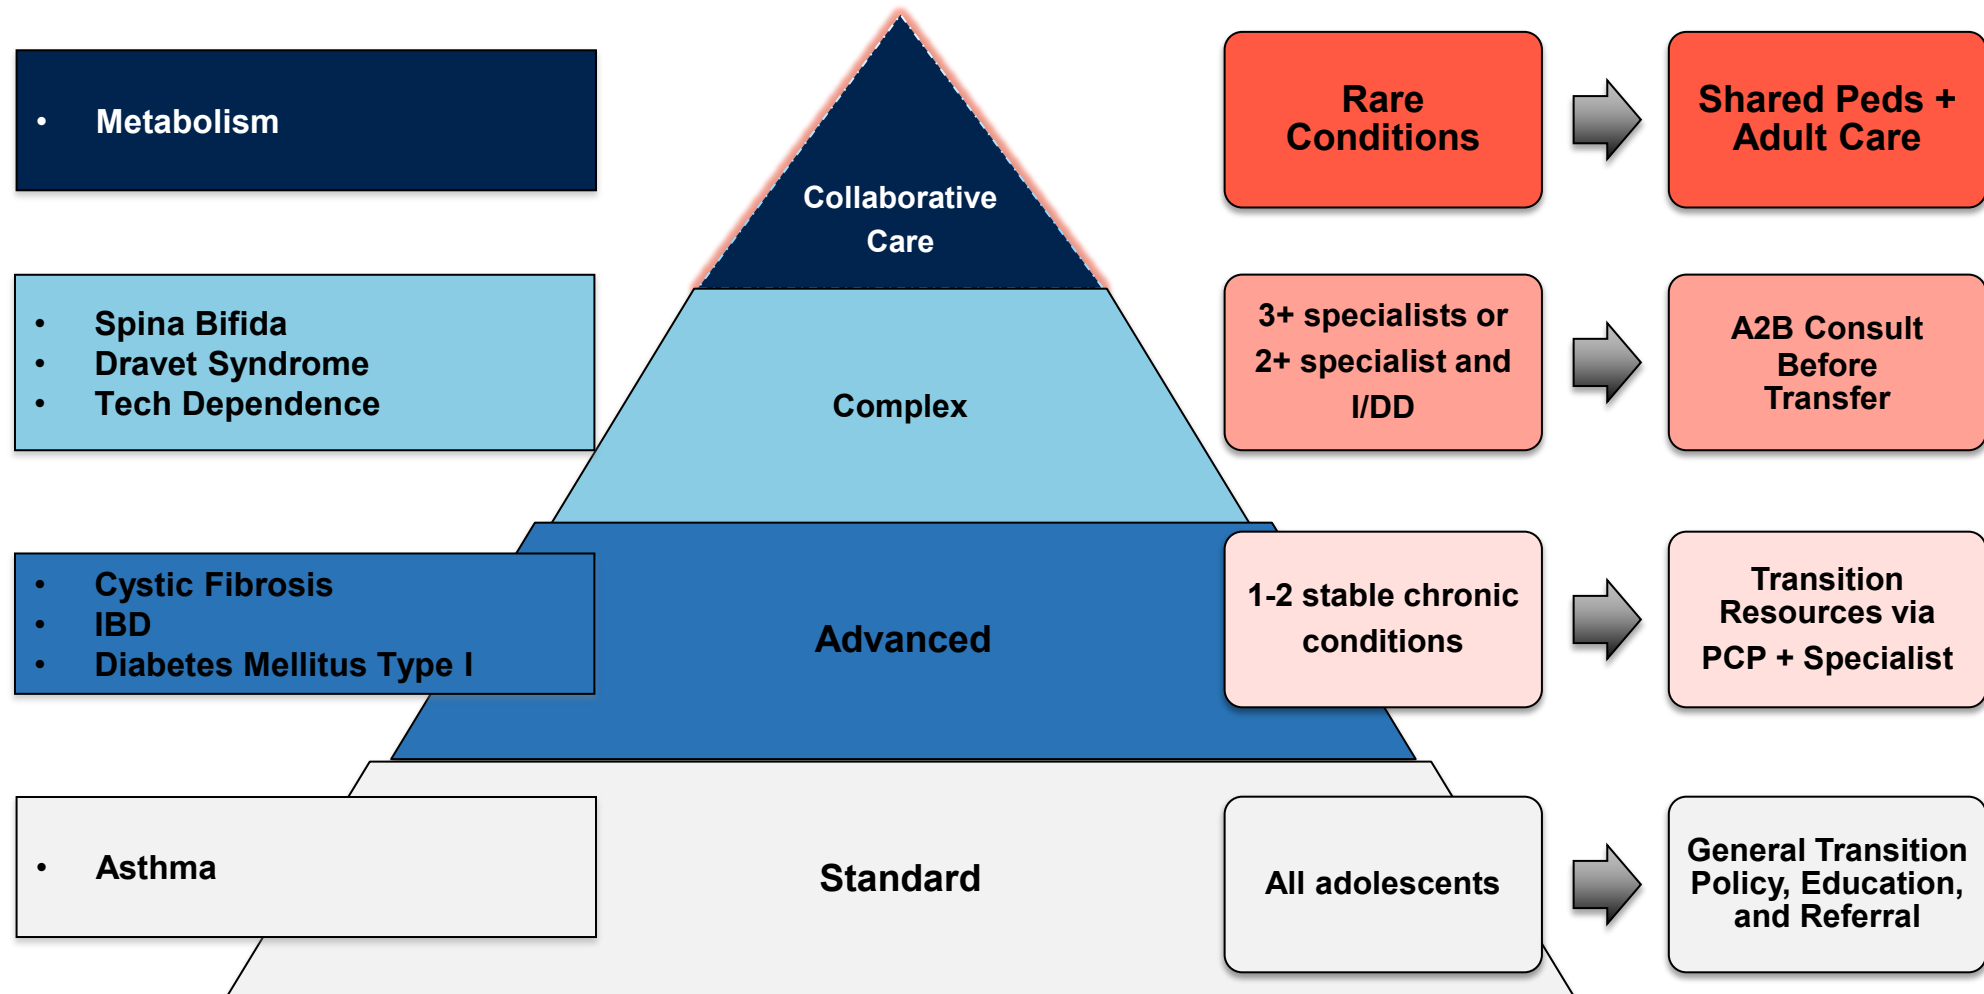 • Metabolism
Collaborative
Care
Rare
Conditions
Shared Peds +
Adult Care
• Spina Bifida
• Dravet Syndrome
• Tech Dependence
Complex
3+ specialists or
2+ specialist and
I/DD
A2B Consult
Before
Transfer
• Cystic Fibrosis
• IBD
• Diabetes Mellitus Type I
Advanced
1-2 stable chronic
conditions
Transition
Resources via
PCP + Specialist
• Asthma
Standard
All adolescents
General Transition
Policy, Education,
and Referral